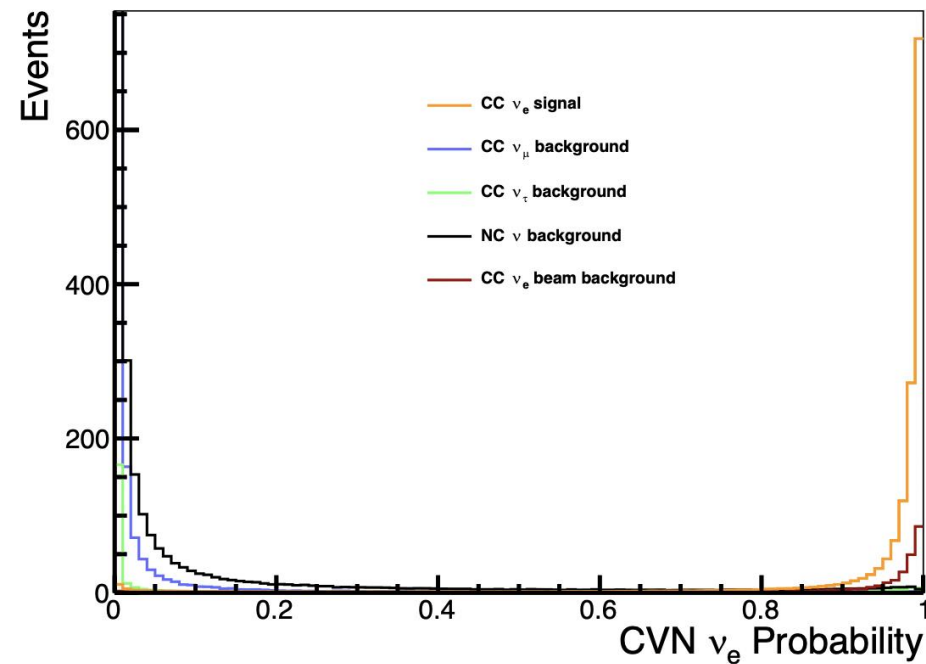 Events
600
400
200
0
CC νe signal
CC νμ background
CC ντ background
NC ν background
CC νe beam background
0 0.2 0.4 0.6 0.8 1
CVN νe Probability